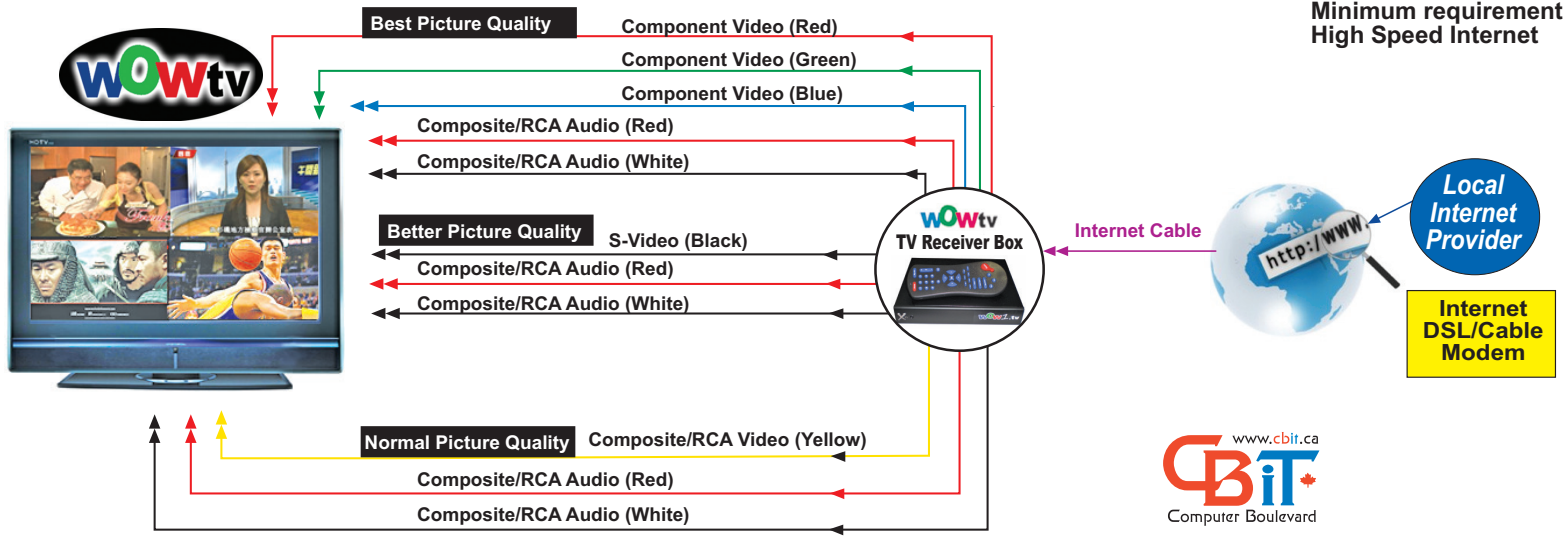 Minimum requirement
High Speed Internet
WOWtv
Best Picture Quality
Component Video (Red)
Component Video (Green)
Component Video (Blue)
Composite/RCA Audio (Red)
Composite/RCA Audio (White)
Better Picture Quality
S-Video (Black)
Composite/RCA Audio (Red)
Composite/RCA Audio (White)
WOWtv
TV Receiver Box
Internet Cable
http:/www.
Local
Internet
Provider
Internet
DSL/Cable
Modem
Normal Picture Quality
Composite/RCA Video (Yellow)
Composite/RCA Audio (Red)
Composite/RCA Audio (White)
www.cbit.ca
CBiT
Computer Boulevard